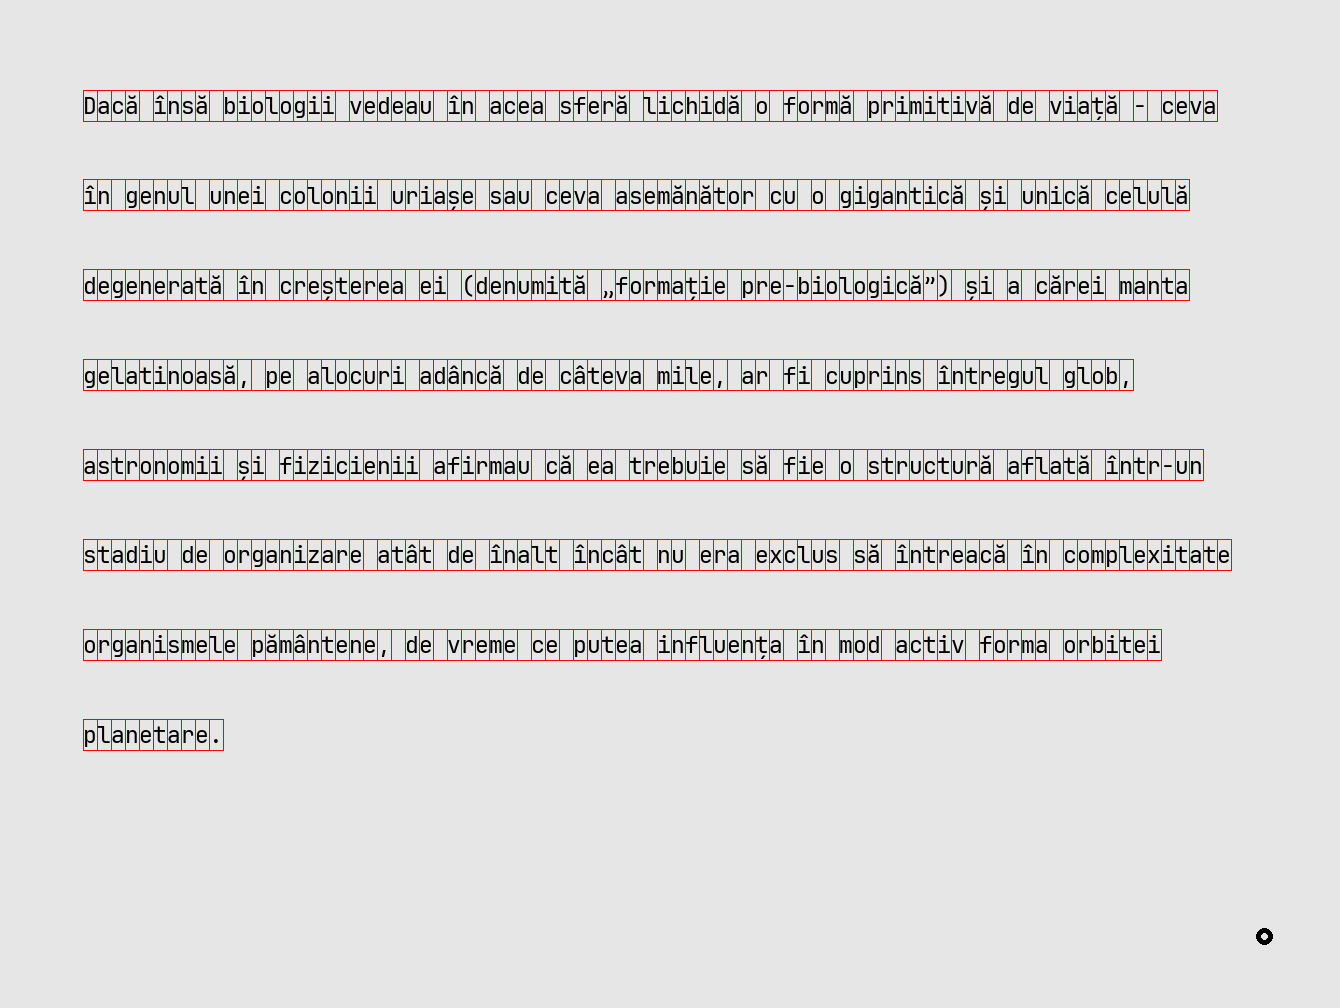 Dacă însă biologii vedeau în acea sferă lichidă o formă primitivă de viață - ceva
în genul unei colonii uriașe sau ceva asemănător cu o gigantică și unică celulă
degenerată în creșterea ei (denumită „formație pre-biologică”) și a cărei manta
gelatinoasă, pe alocuri adâncă de câteva mile, ar fi cuprins întregul glob,
astronomii și fizicienii afirmau că ea trebuie să fie o structură aflată într-un
stadiu de organizare atât de înalt încât nu era exclus să întreacă în complexitate
organismele pământene, de vreme ce putea influența în mod activ forma orbitei
planetare.